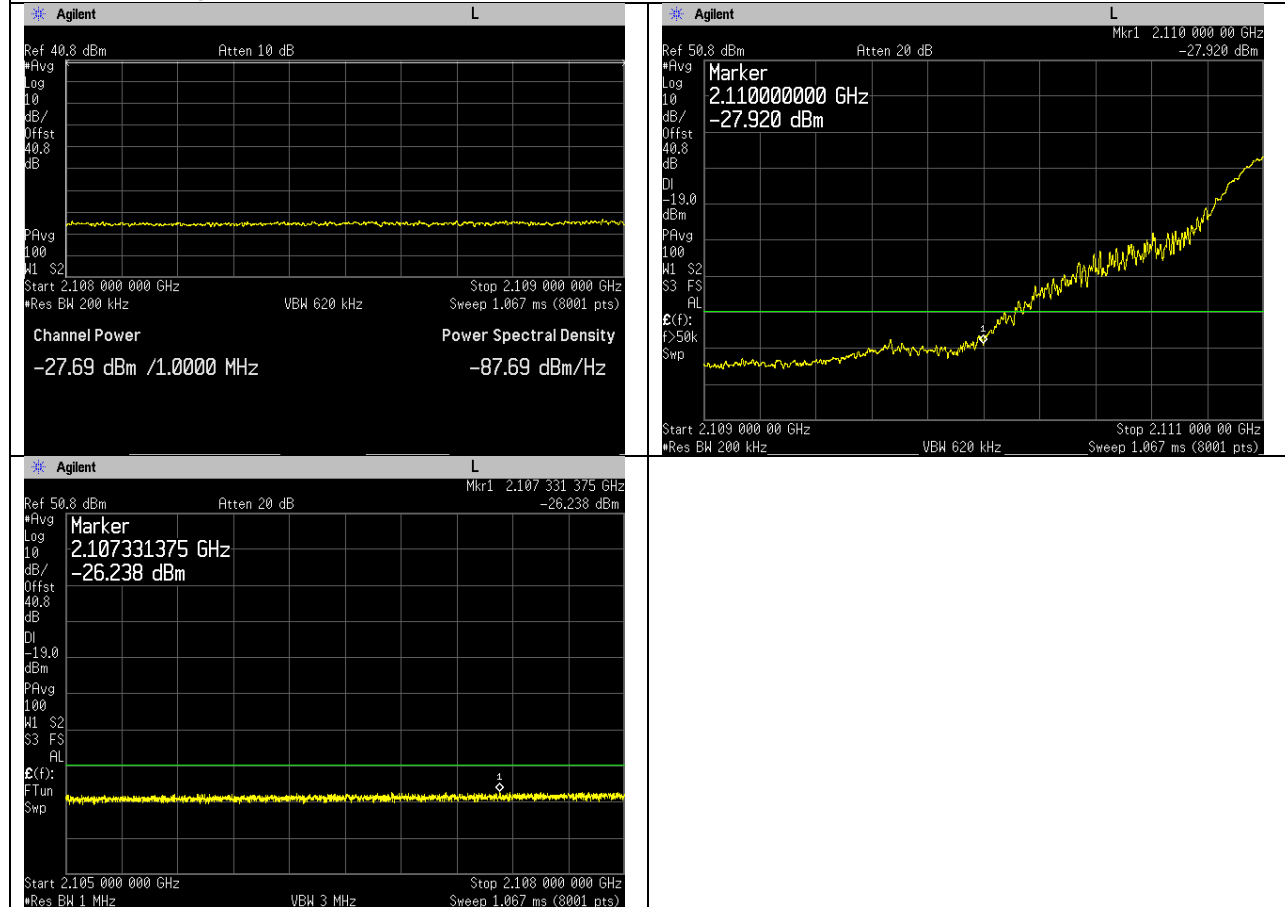 Agilent L
Ref 40.8 dBm Atten 10 dB
#Avg
Log
10
dB/
Offst
40.8
dB
PAvg
100
W1 S2
Start 2.108 000 000 GHz Stop 2.109 000 000 GHz
#Res BW 200 kHz VBW 620 kHz Sweep 1.067 ms (8001 pts)
Channel Power Power Spectral Density
-27.69 dBm /1.0000 MHz -87.69 dBm/Hz
Agilent L
Mkr1 2.110 000 00 GHz
Ref 50.8 dBm Atten 20 dB -27.920 dBm
#Avg
Log
10
dB/
Offst
40.8
dB
DI
-19.0
dBm
PAvg
100
W1 S2
S3 FS
AL
£(f):
f>50k
Swp
Marker
2.110000000 GHz
-27.920 dBm
1
Start 2.109 000 00 GHz Stop 2.111 000 00 GHz
#Res BW 200 kHz VBW 620 kHz Sweep 1.067 ms (8001 pts)
Agilent L
Mkr1 2.107 331 375 GHz
Ref 50.8 dBm Atten 20 dB -26.238 dBm
#Avg
Log
10
dB/
Offst
40.8
dB
DI
-19.0
dBm
PAvg
100
W1 S2
S3 FS
AL
£(f):
FTun
Swp
Marker
2.107331375 GHz
-26.238 dBm
1
Start 2.105 000 000 GHz Stop 2.108 000 000 GHz
#Res BW 1 MHz VBW 3 MHz Sweep 1.067 ms (8001 pts)